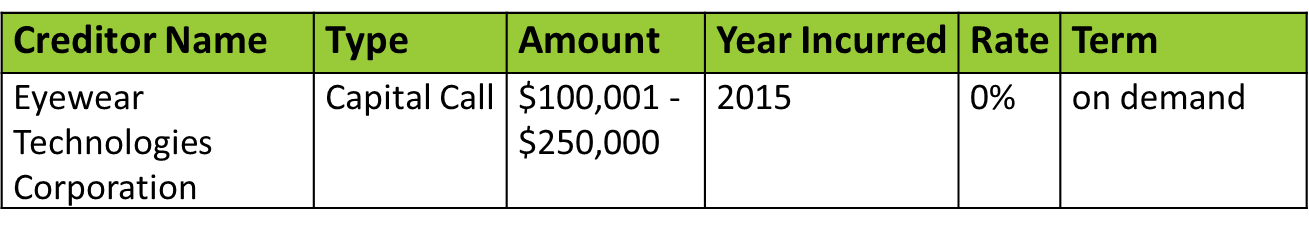 Creditor Name Type Amount Year Incurred Rate Term
Eyewear Capital Call $100,001 - 2015 0% on demand
Technologies $250,000
Corporation